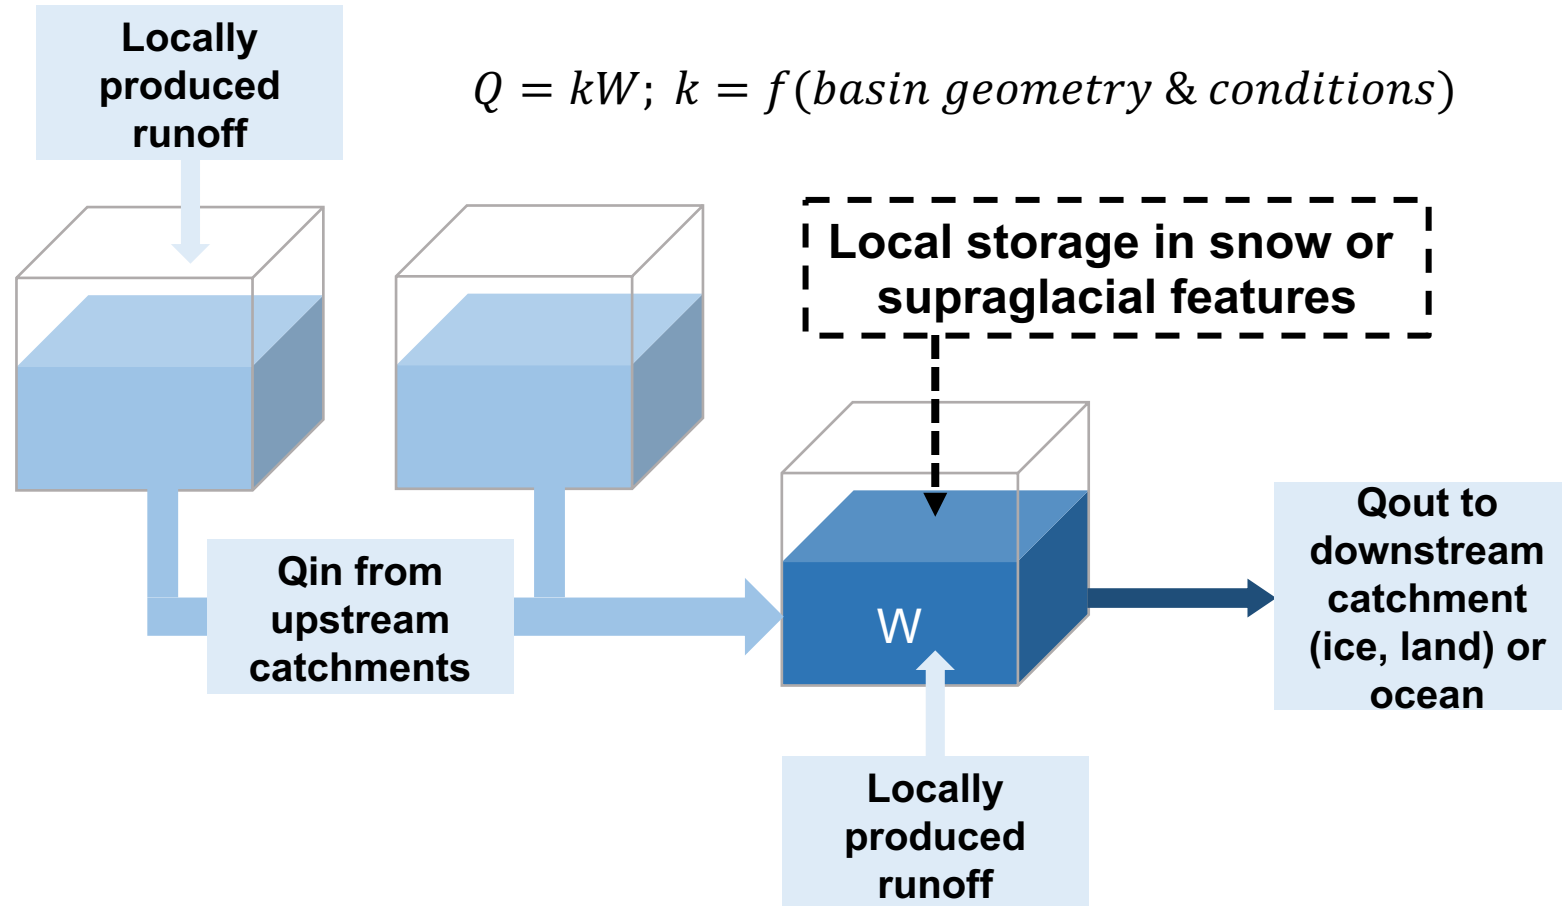 Locally
produced
runoff
Q = kW; k = f(basin geometry & conditions)
Local storage in snow or
supraglacial features
Qin from
upstream
catchments
W
Qout to
downstream
catchment
(ice, land) or
ocean
Locally
produced
runoff